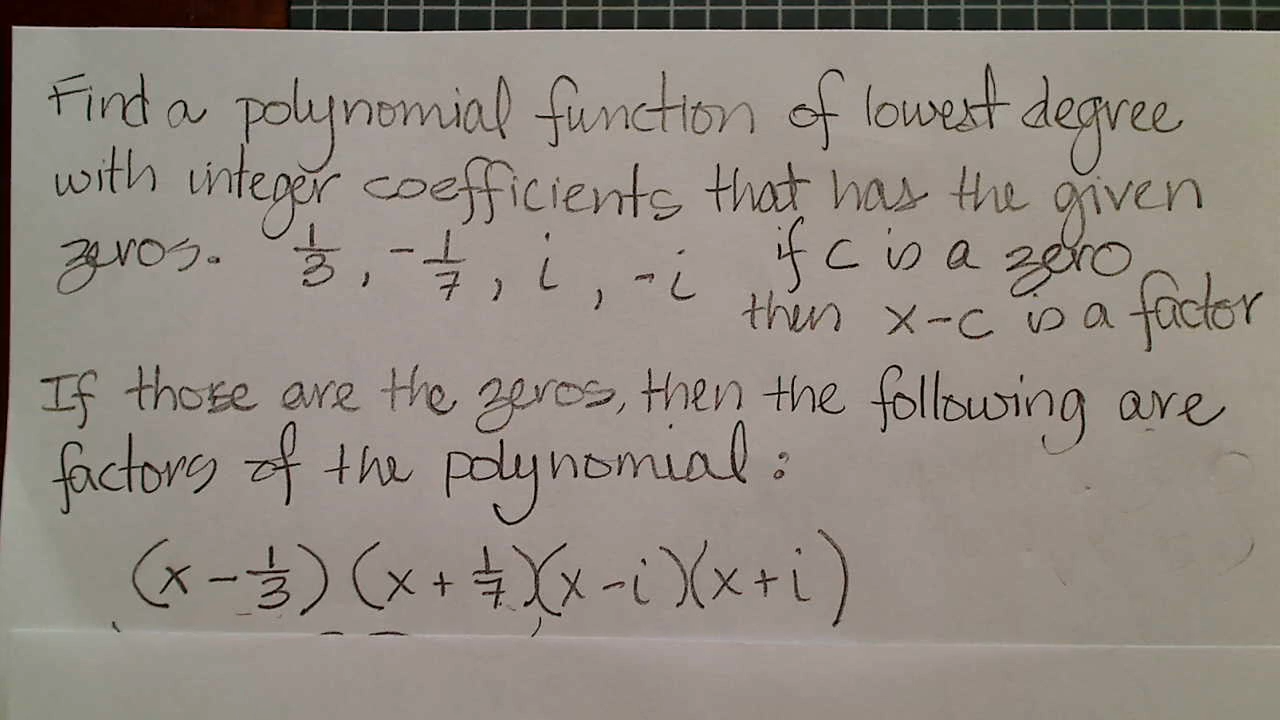 Find a polynomial function of lowest degree
with integer coefficients that has the given
zeros. 1/3, -1/7, i, -i if c is a zero
then x-c is a factor
If those are the zeros, then the following are
factors of the polynomial:
(x - 1/3)(x + 1/7)(x - i)(x + i)